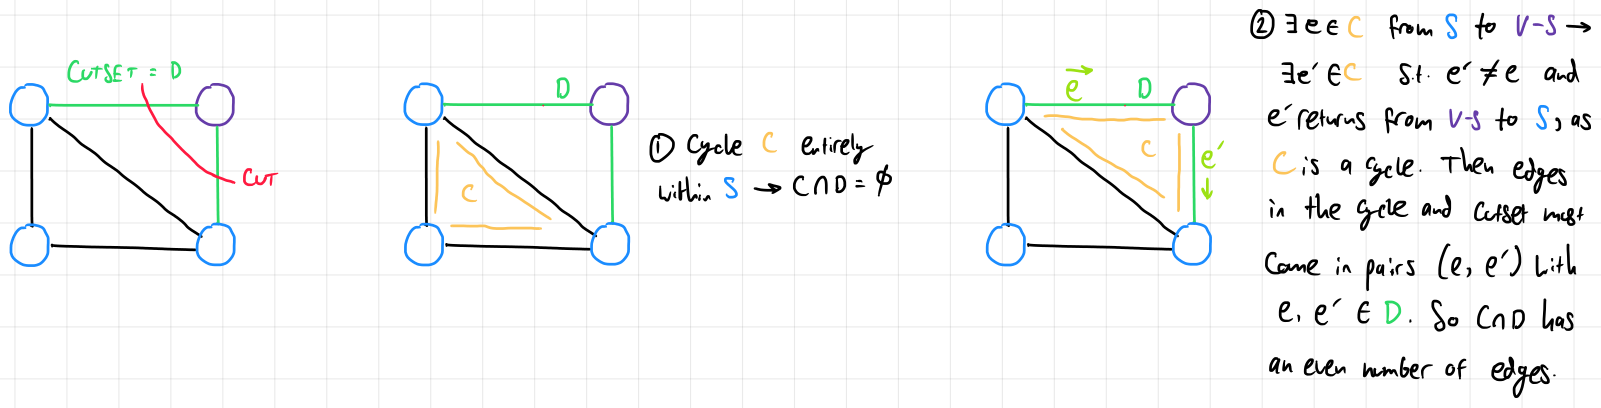 CUTSET = D
CUT
D
C
① Cycle C entirely
within S → C∩D = ∅
e
D
C
e′
② ∃ e ∈ C from S to V-S →
∃e′ ∈ C s.t. e′ ≠ e and
e′ returns from V-S to S, as
C is a cycle. Then edges
in the cycle and cutset must
Come in pairs (e, e′) with
e, e′ ∈ D. So C∩D has
an even number of edges.